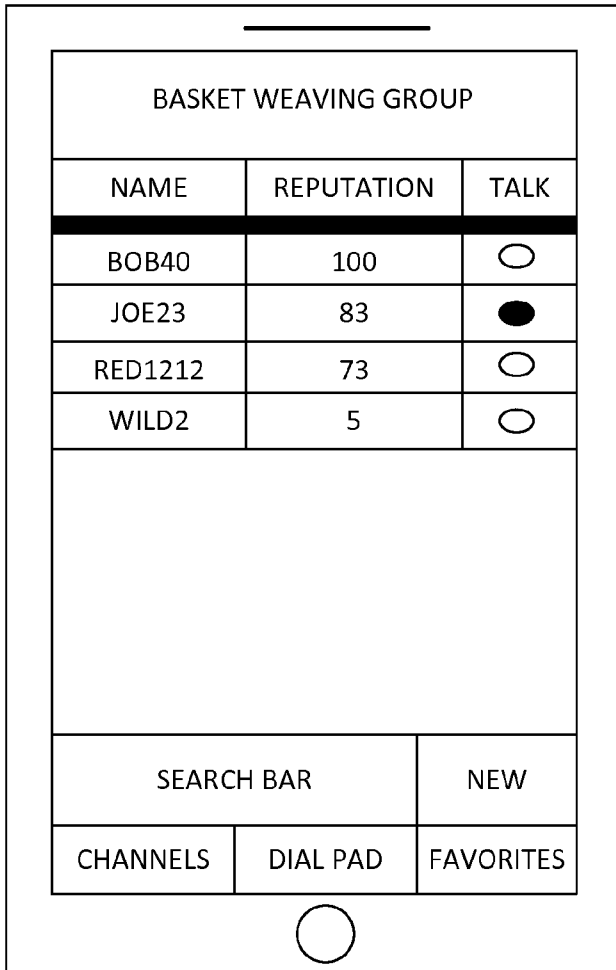 BASKET WEAVING GROUP
NAME REPUTATION TALK
BOB40 100
JOE23 83
RED1212 73
WILD2 5
SEARCH BAR NEW
CHANNELS DIAL PAD FAVORITES